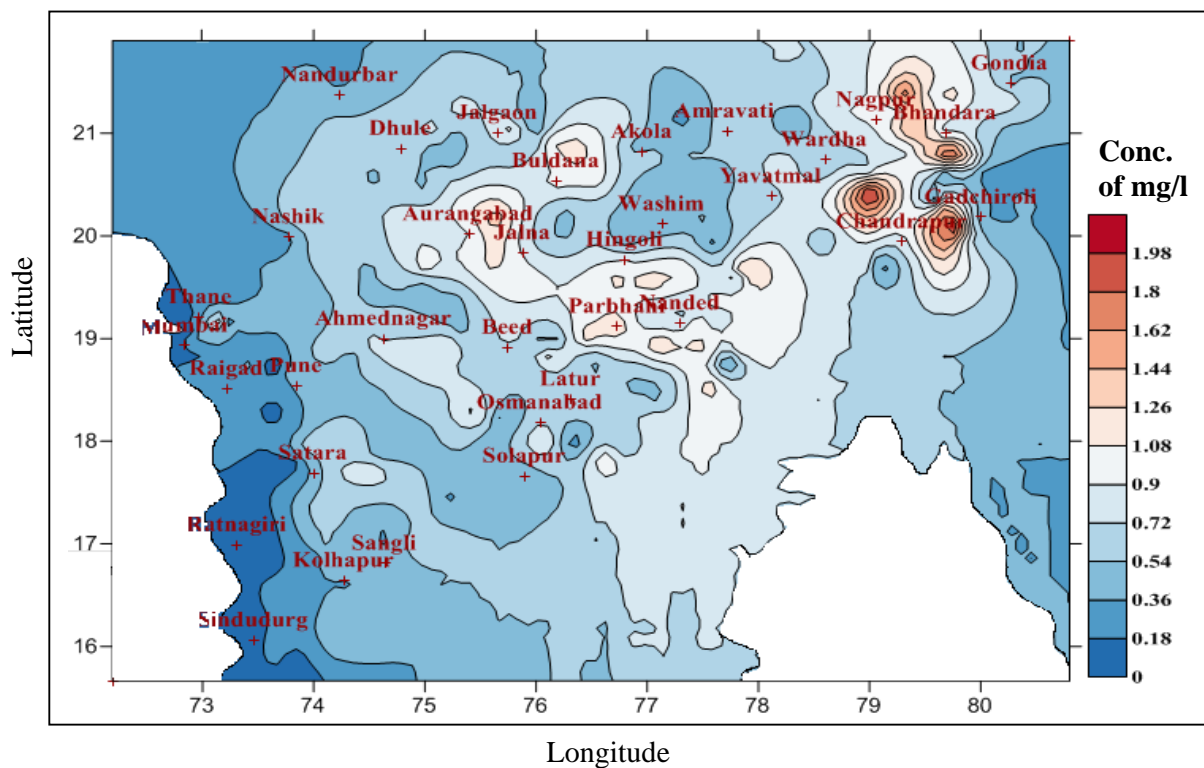 Gondia
Nandurbar
Nagpur
Bhandara
Jalgaon
Amravati
21
Dhule
Akola
Wardha
Conc.
of mg/l
Buldana
Yavatmal
Gadchiroli
Nashik
Aurangabad
Washim
Chandrapur
20
Jalna
Hingoli
1.98
Thane
Parbhani
Nanded
1.8
Latitude
19
Mumbai
Ahmednagar
Beed
1.62
Raigad
Pune
Latur
1.44
Osmanabad
1.26
18
Satara
Solapur
1.08
0.9
Ratnagiri
0.72
17
Sangli
Kolhapur
0.54
0.36
Sindudurg
16
0.18
0
73
74
75
76
77
78
79
80
Longitude